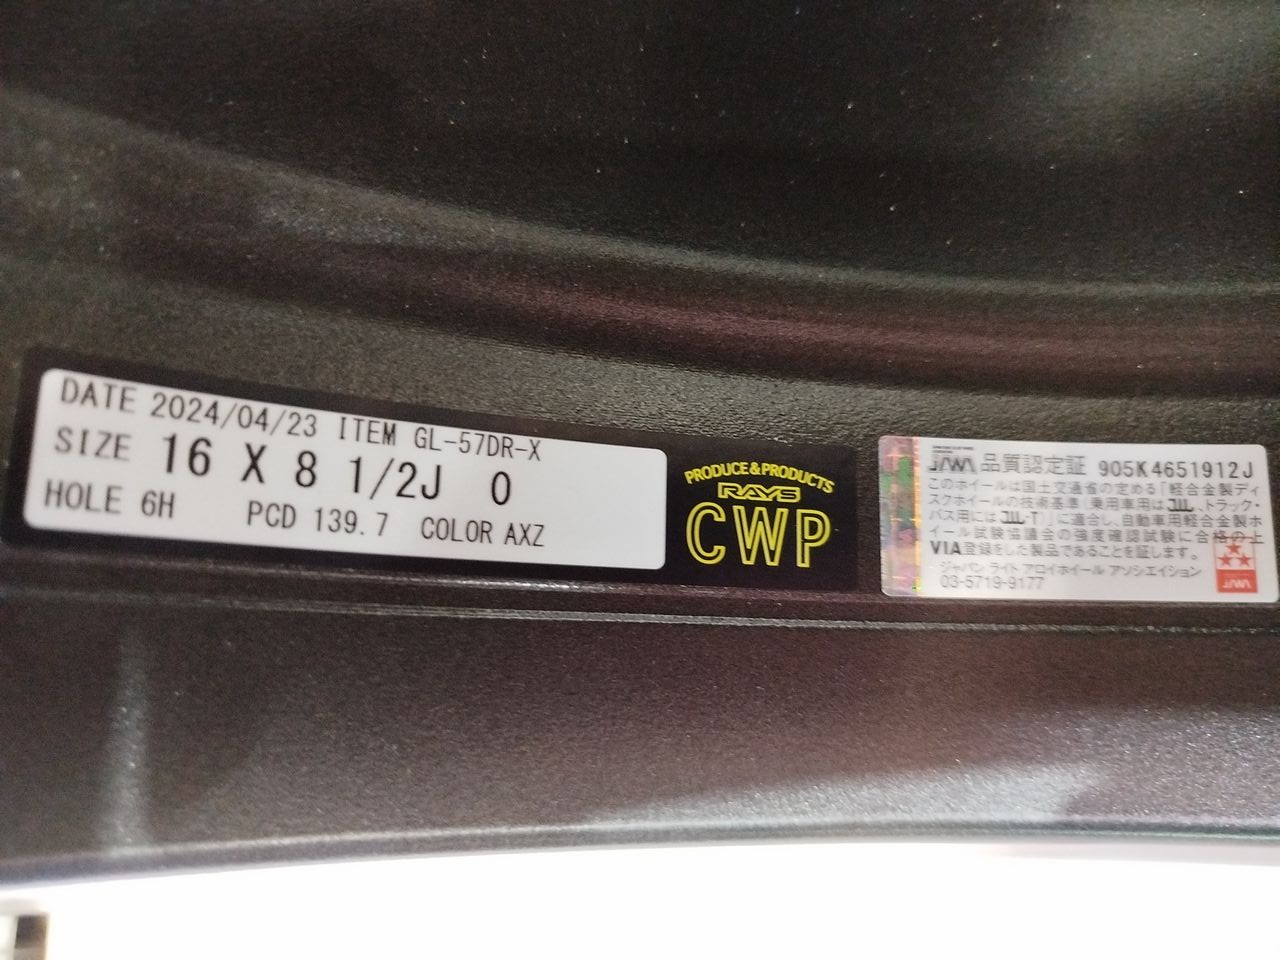 DATE 2024/04/23 ITEM GL-57DR-X
SIZE 16 X 8 1/2J 0
HOLE 6H PCD 139.7 COLOR AXZ
PRODUCE&PRODUCTS
RAYS
CWP
JAWA 品質認定証 905K4651912J
このホイールは国土交通省の定める「軽合金製ディ
スクホイールの技術基準(乗用車用はJWL、トラック・
バス用にはJWL-T)」に適合し、自動車用軽合金製ホ
イール試験協議会の強度確認試験に合格の上
VIA登録をした製品であることを証します。
ジャパン ライト アロイホイール アソシエイション
03-5719-9177
JAWA